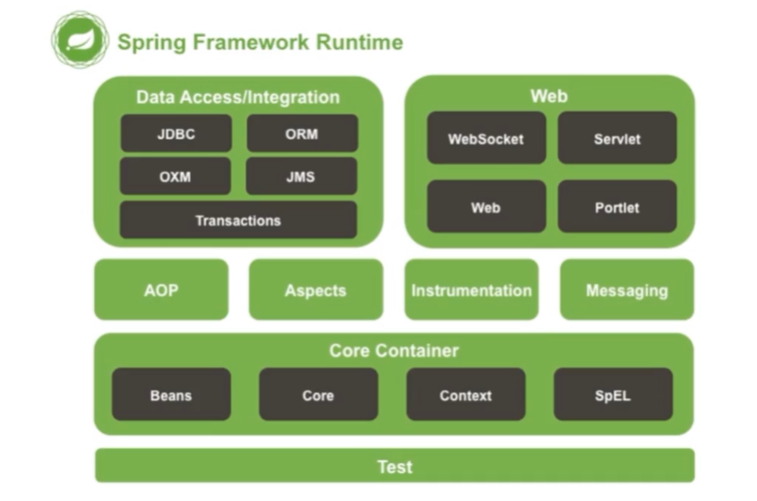 Spring Framework Runtime
Data Access/Integration
JDBC
ORM
OXM
JMS
Transactions
Web
WebSocket
Servlet
Web
Portlet
AOP
Aspects
Instrumentation
Messaging
Core Container
Beans
Core
Context
SpEL
Test